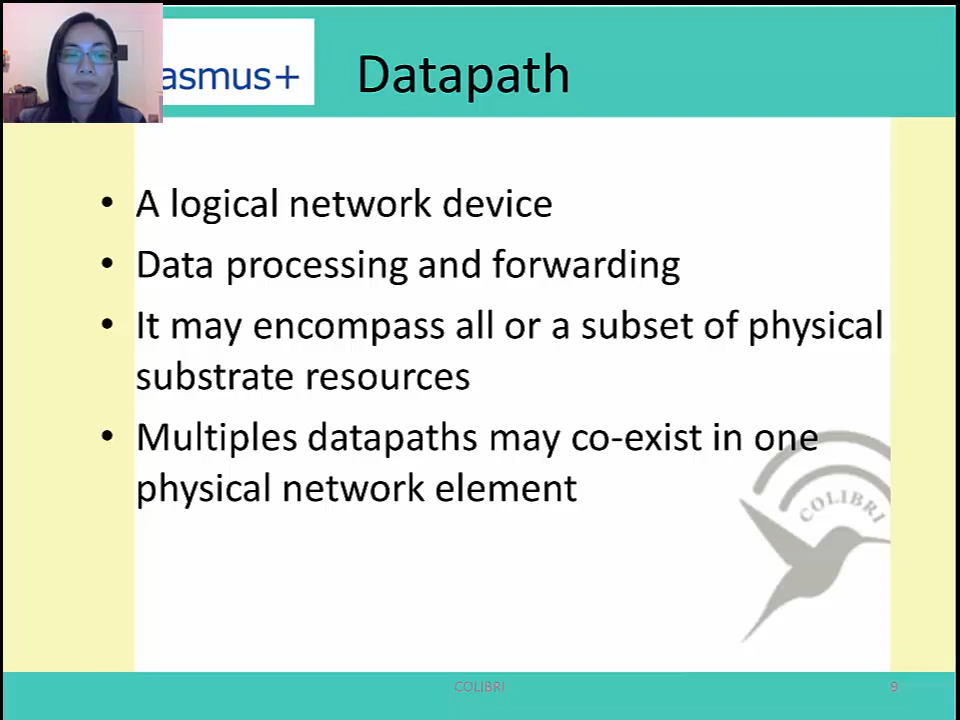 asmus+
Datapath
• A logical network device
• Data processing and forwarding
• It may encompass all or a subset of physical
substrate resources
• Multiples datapaths may co-exist in one
physical network element
COLIBRI
COLIBRI
9